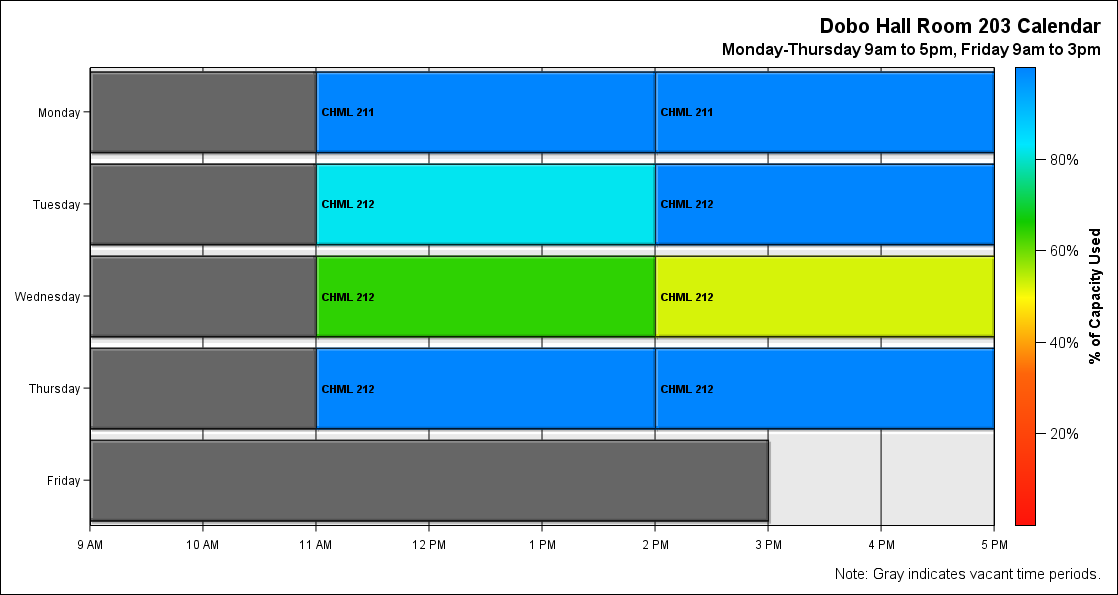 Dobo Hall Room 203 Calendar
Monday-Thursday 9am to 5pm, Friday 9am to 3pm
Monday
CHML 211
CHML 211
80%
Tuesday
CHML 212
CHML 212
60%
Wednesday
CHML 212
CHML 212
% of Capacity Used
40%
Thursday
CHML 212
CHML 212
20%
Friday
9 AM
10 AM
11 AM
12 PM
1 PM
2 PM
3 PM
4 PM
5 PM
Note: Gray indicates vacant time periods.